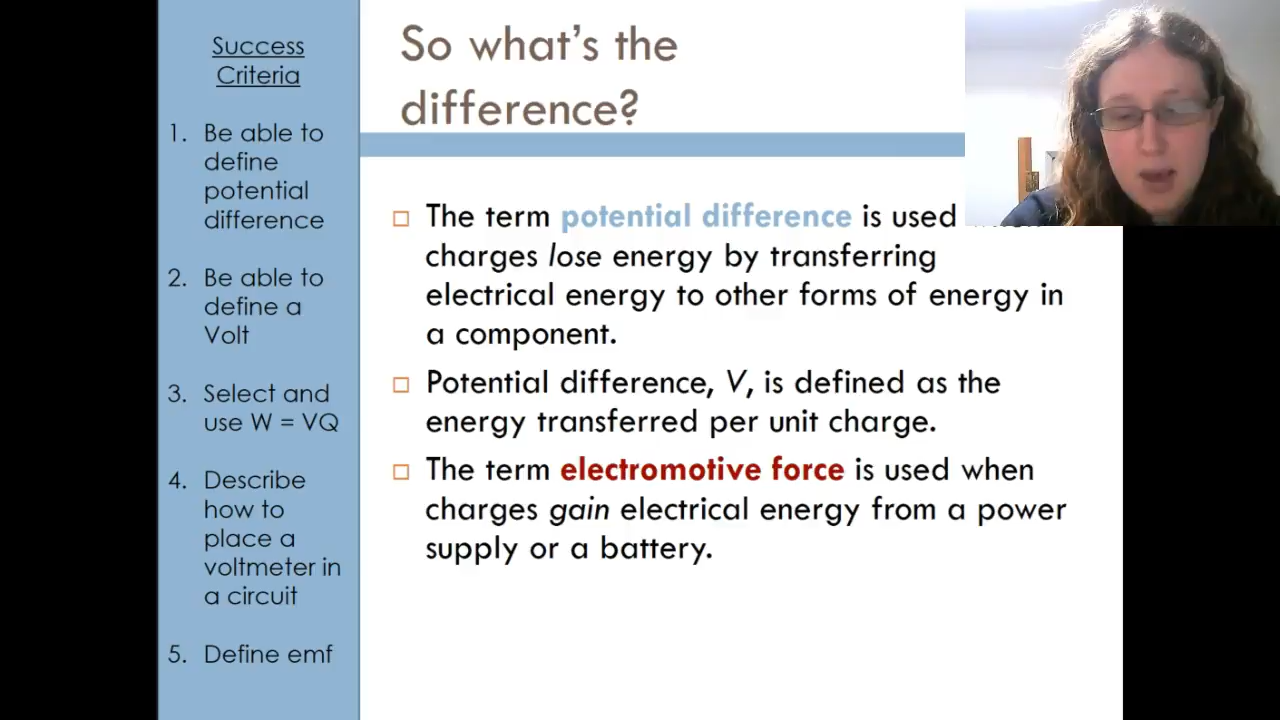 Success
Criteria
1. Be able to
define
potential
difference
2. Be able to
define a
Volt
3. Select and
use W = VQ
4. Describe
how to
place a
voltmeter in
a circuit
5. Define emf
So what's the
difference?
The term potential difference is used
charges lose energy by transferring
electrical energy to other forms of energy in
a component.
Potential difference, V, is defined as the
energy transferred per unit charge.
The term electromotive force is used when
charges gain electrical energy from a power
supply or a battery.